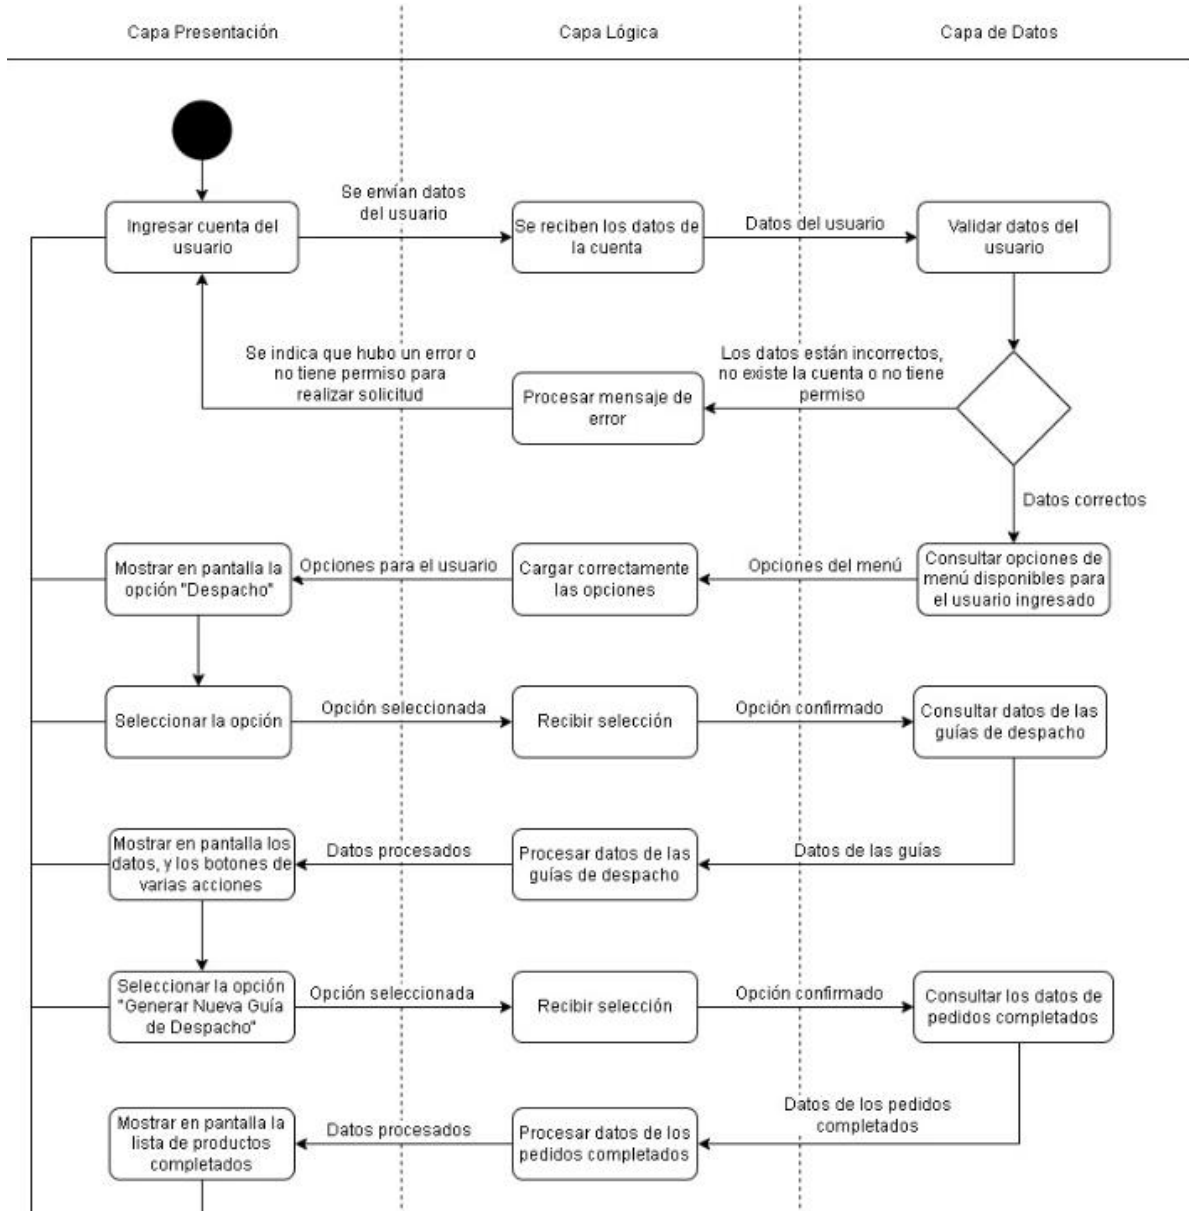 Capa Presentación
Capa Lógica
Capa de Datos
Ingresar cuenta del
usuario
Se envían datos
del usuario
Se reciben los datos de
la cuenta
Datos del usuario
Validar datos del
usuario
Se indica que hubo un error o
no tiene permiso para
realizar solicitud
Procesar mensaje de
error
Los datos están incorrectos,
no existe la cuenta o no tiene
permiso
Datos correctos
Mostrar en pantalla la
opción "Despacho"
Opciones para el usuario
Cargar correctamente
las opciones
Opciones del menú
Consultar opciones de
menú disponibles para
el usuario ingresado
Seleccionar la opción
Opción seleccionada
Recibir selección
Opción confirmado
Consultar datos de las
guías de despacho
Mostrar en pantalla los
datos, y los botones de
varias acciones
Datos procesados
Procesar datos de las
guías de despacho
Datos de las guías
Seleccionar la opción
"Generar Nueva Guía
de Despacho"
Opción seleccionada
Recibir selección
Opción confirmado
Consultar los datos de
pedidos completados
Mostrar en pantalla la
lista de productos
completados
Datos procesados
Procesar datos de los
pedidos completados
Datos de los pedidos
completados